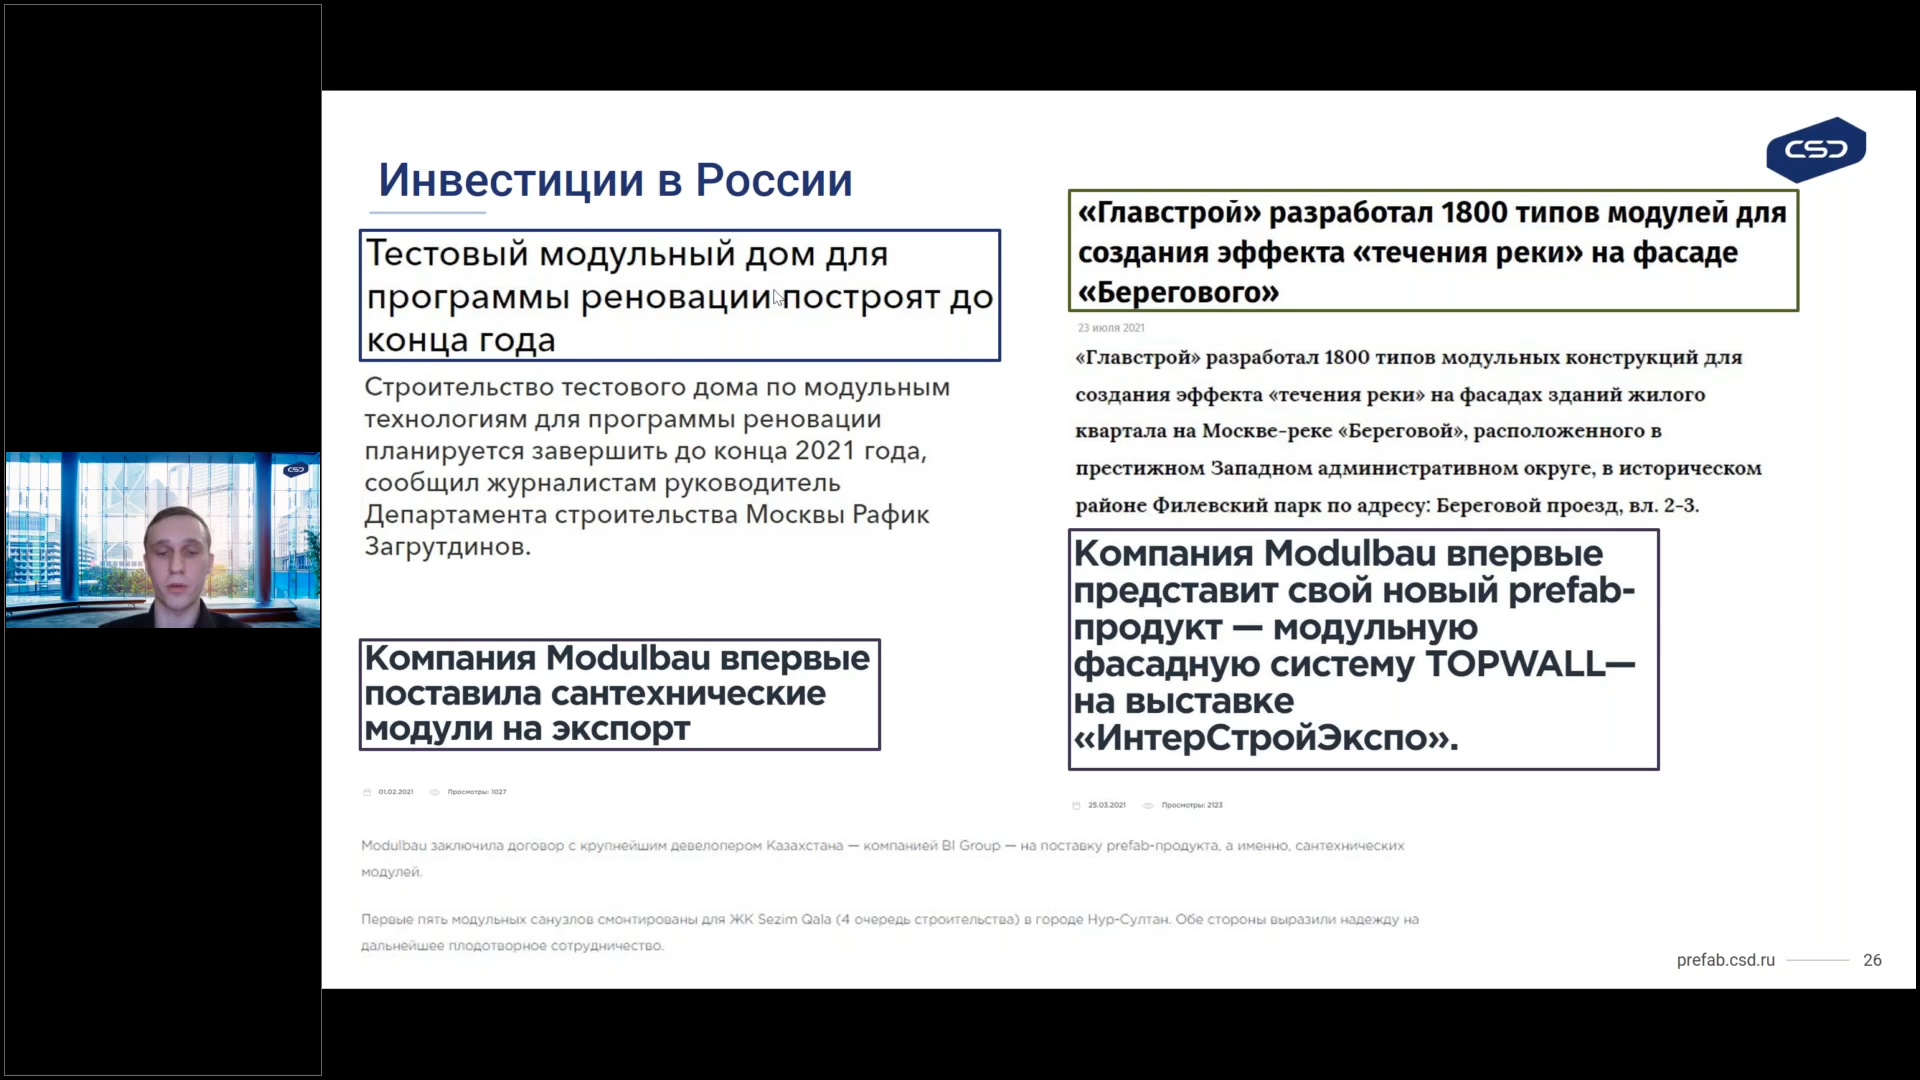 CSD
Инвестиции в России
Тестовый модульный дом для
программы реновации построят до
конца года
Строительство тестового дома по модульным
технологиям для программы реновации
планируется завершить до конца 2021 года,
сообщил журналистам руководитель
Департамента строительства Москвы Рафик
Загрутдинов.
Компания Modulbau впервые
поставила сантехнические
модули на экспорт
01.02.2021 Просмотры: 1027
Modulbau заключила договор с крупнейшим девелопером Казахстана — компанией BI Group — на поставку prefab-продукта, а именно, сантехнических
модулей.
Первые пять модульных санузлов смонтированы для ЖК Sezim Qala (4 очередь строительства) в городе Нур-Султан. Обе стороны выразили надежду на
дальнейшее плодотворное сотрудничество.
CSD
«Главстрой» разработал 1800 типов модулей для
создания эффекта «течения реки» на фасаде
«Берегового»
23 июля 2021
«Главстрой» разработал 1800 типов модульных конструкций для
создания эффекта «течения реки» на фасадах зданий жилого
квартала на Москве-реке «Береговой», расположенного в
престижном Западном административном округе, в историческом
районе Филевский парк по адресу: Береговой проезд, вл. 2-3.
Компания Modulbau впервые
представит свой новый prefab-
продукт — модульную
фасадную систему TOPWALL—
на выставке
«ИнтерСтройЭкспо».
25.03.2021 Просмотры: 2123
prefab.csd.ru 26